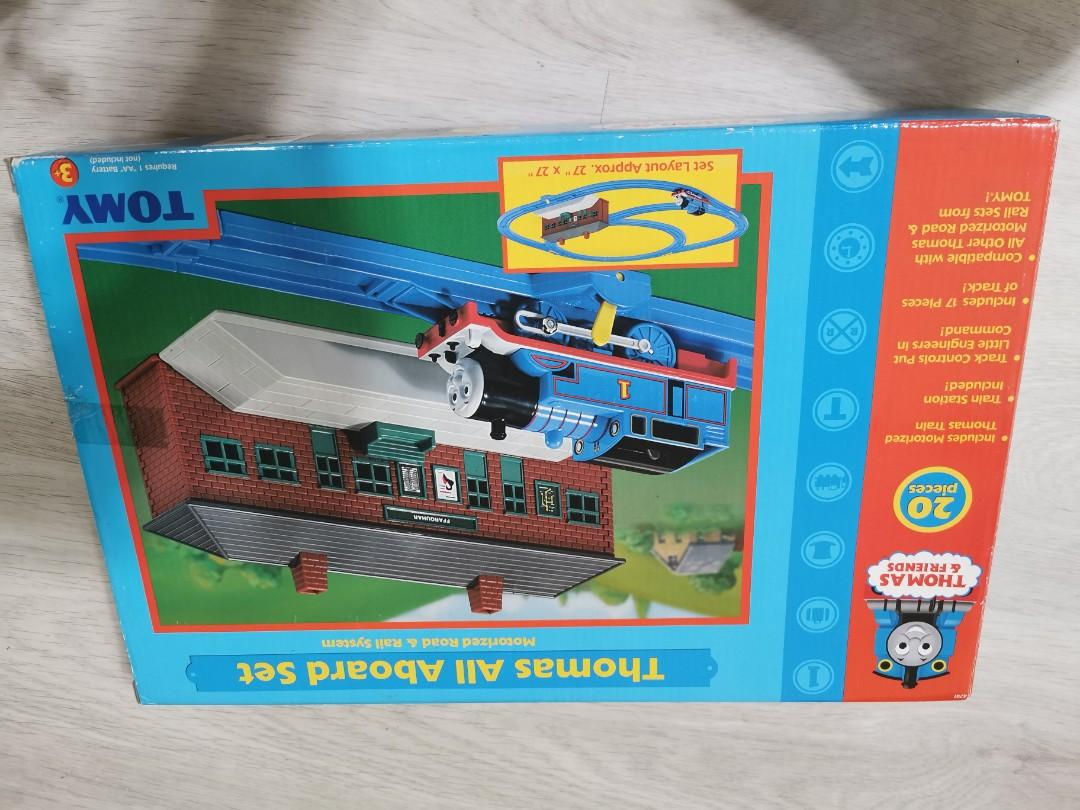 4761
Thomas All Aboard Set
Motorized Road & Rail System
THOMAS
& FRIENDS
20
pieces
• Includes Motorized
Thomas Train
• Train Station
Included!
• Track Controls Put
Little Engineers in
Command!
• Includes 17 Pieces
of Track!
• Compatible with
All Other Thomas
Motorized Road &
Rail Sets from
TOMY!
FFARQUHAR
1
Set Layout Approx. 27" x 27"
TOMY®
3+
Requires 1 "AA" Battery
(not included)